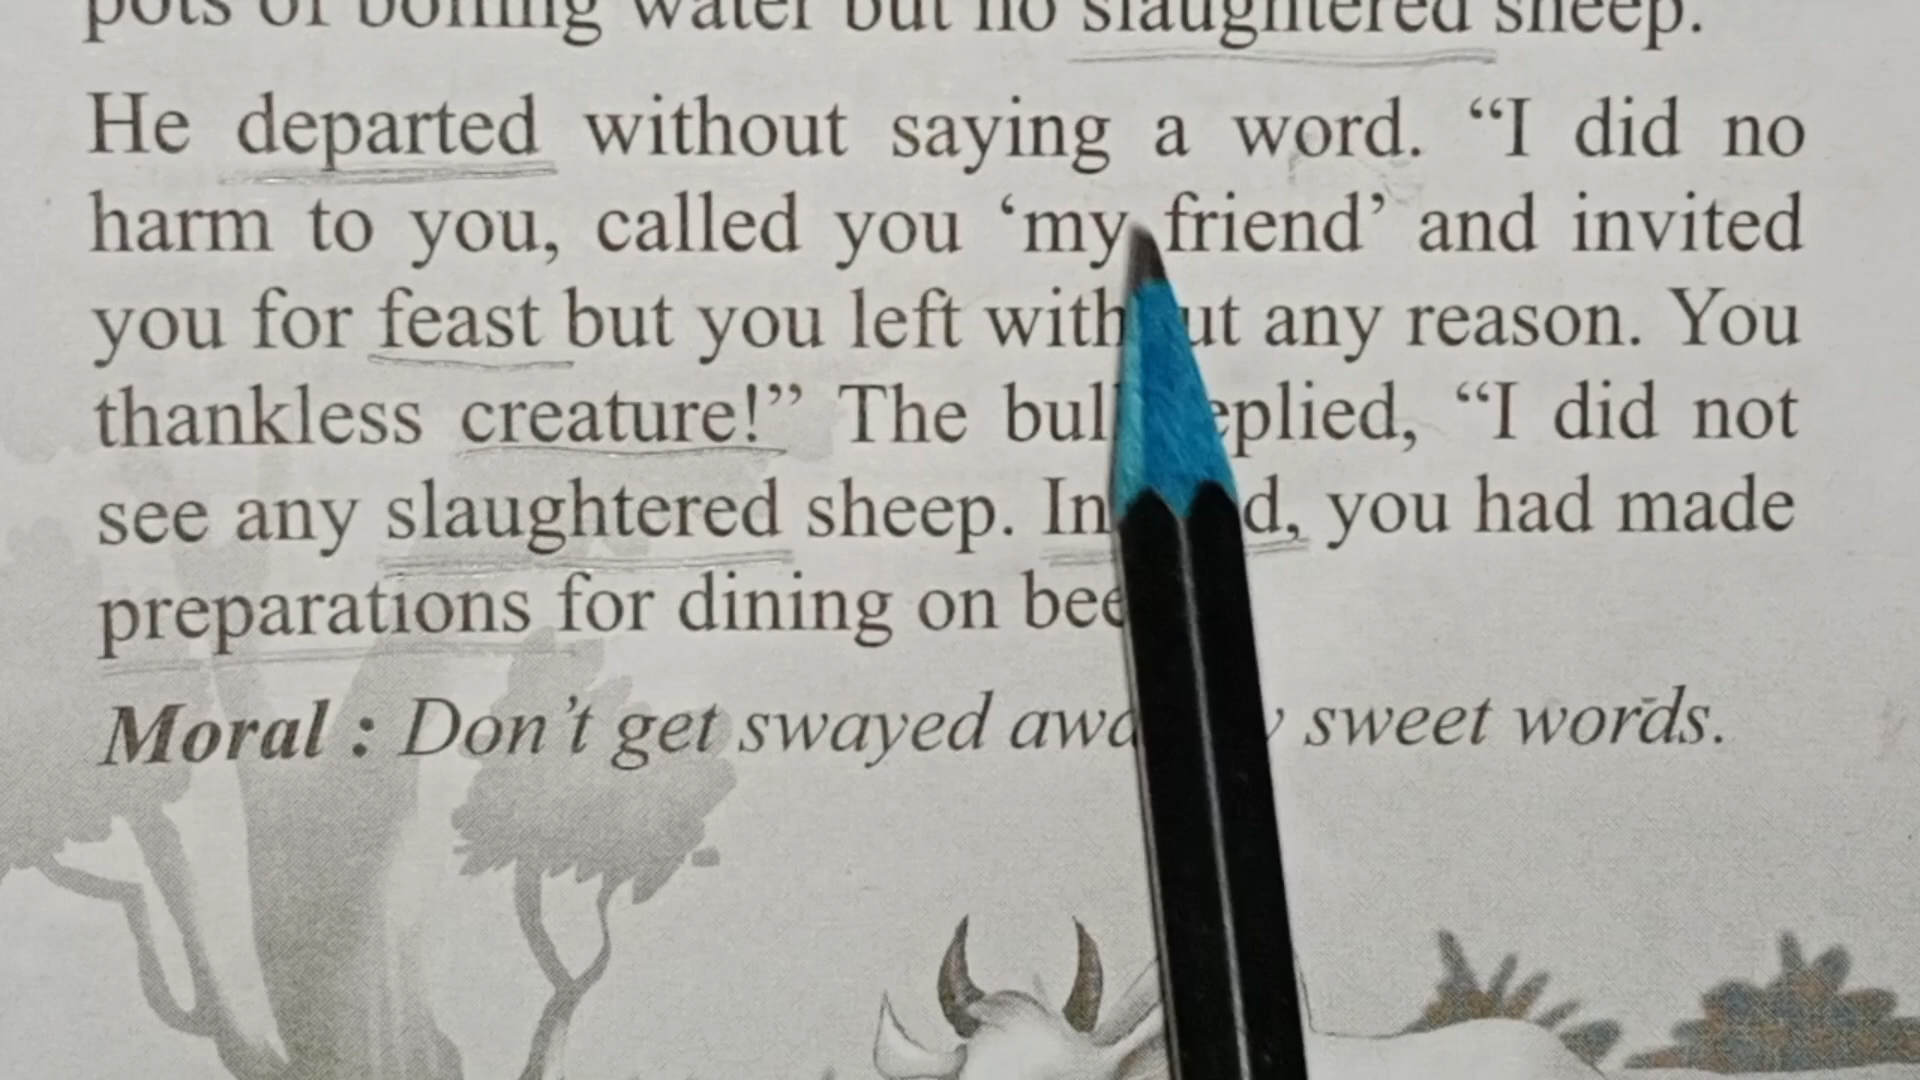 pots of boiling water but no slaughtered sheep.
He departed without saying a word. “I did no
harm to you, called you ‘my friend’ and invited
you for feast but you left without any reason. You
thankless creature!” The bull replied, “I did not
see any slaughtered sheep. you had made
preparations for dining on
Moral : Don’t get swayed away by sweet words.